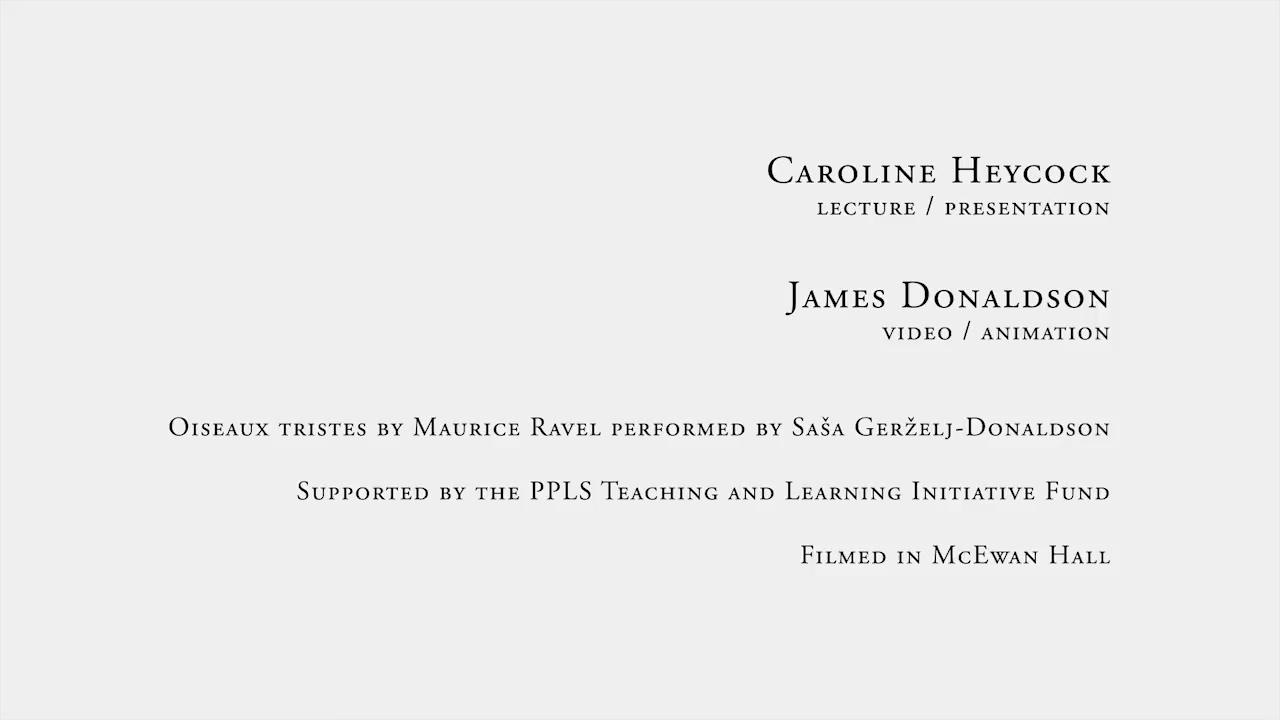 Caroline Heycock
lecture / presentation
James Donaldson
video / animation
Oiseaux tristes by Maurice Ravel performed by Saša Gerželj-Donaldson
Supported by the PPLS Teaching and Learning Initiative Fund
Filmed in McEwan Hall